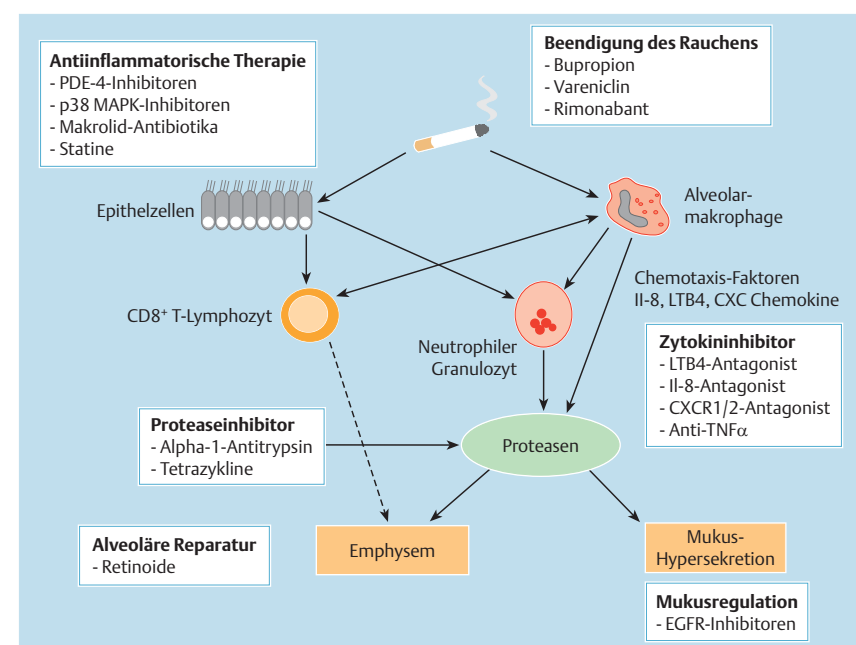 Antiinflammatorische Therapie
- PDE-4-Inhibitoren
- p38 MAPK-Inhibitoren
- Makrolid-Antibiotika
- Statine
Beendigung des Rauchens
- Bupropion
- Vareniclin
- Rimonabant
Epithelzellen
Alveolar-
makrophage
CD8⁺ T-Lymphozyt
Neutrophiler
Granulozyt
Chemotaxis-Faktoren
Il-8, LTB4, CXC Chemokine
Zytokininhibitor
- LTB4-Antagonist
- Il-8-Antagonist
- CXCR1/2-Antagonist
- Anti-TNFα
Proteaseinhibitor
- Alpha-1-Antitrypsin
- Tetrazykline
Proteasen
Alveoläre Reparatur
- Retinoide
Emphysem
Mukus-
Hypersekretion
Mukusregulation
- EGFR-Inhibitoren